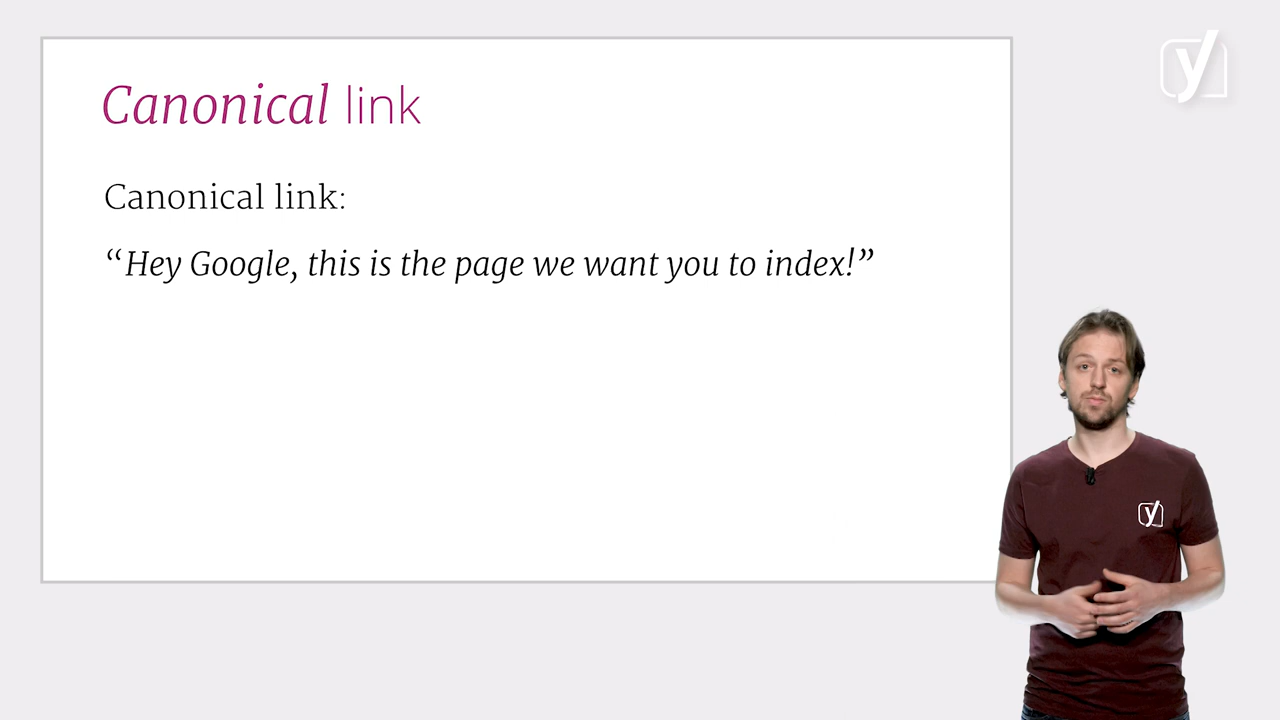 Canonical link
Canonical link:
“Hey Google, this is the page we want you to index!”
y
y